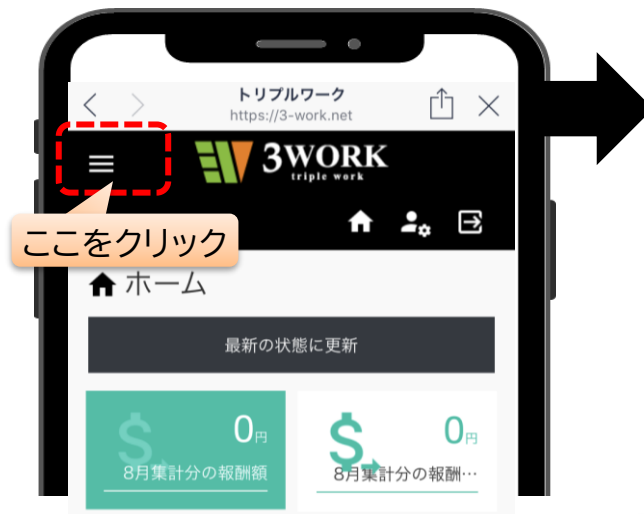 トリプルワーク
https://3-work.net
3WORK
triple work
ここをクリック
ホーム
最新の状態に更新
0円
8月集計分の報酬額
0円
8月集計分の報酬…